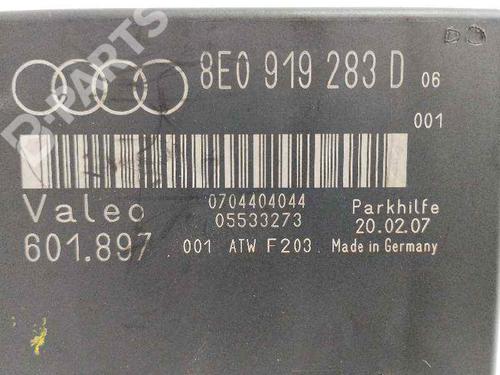 8E0 919 283 D 06
001
B-PARTS
Valeo
0704404044
05533273
Parkhilfe
20.02.07
601.897 001 ATW F203 Made in Germany